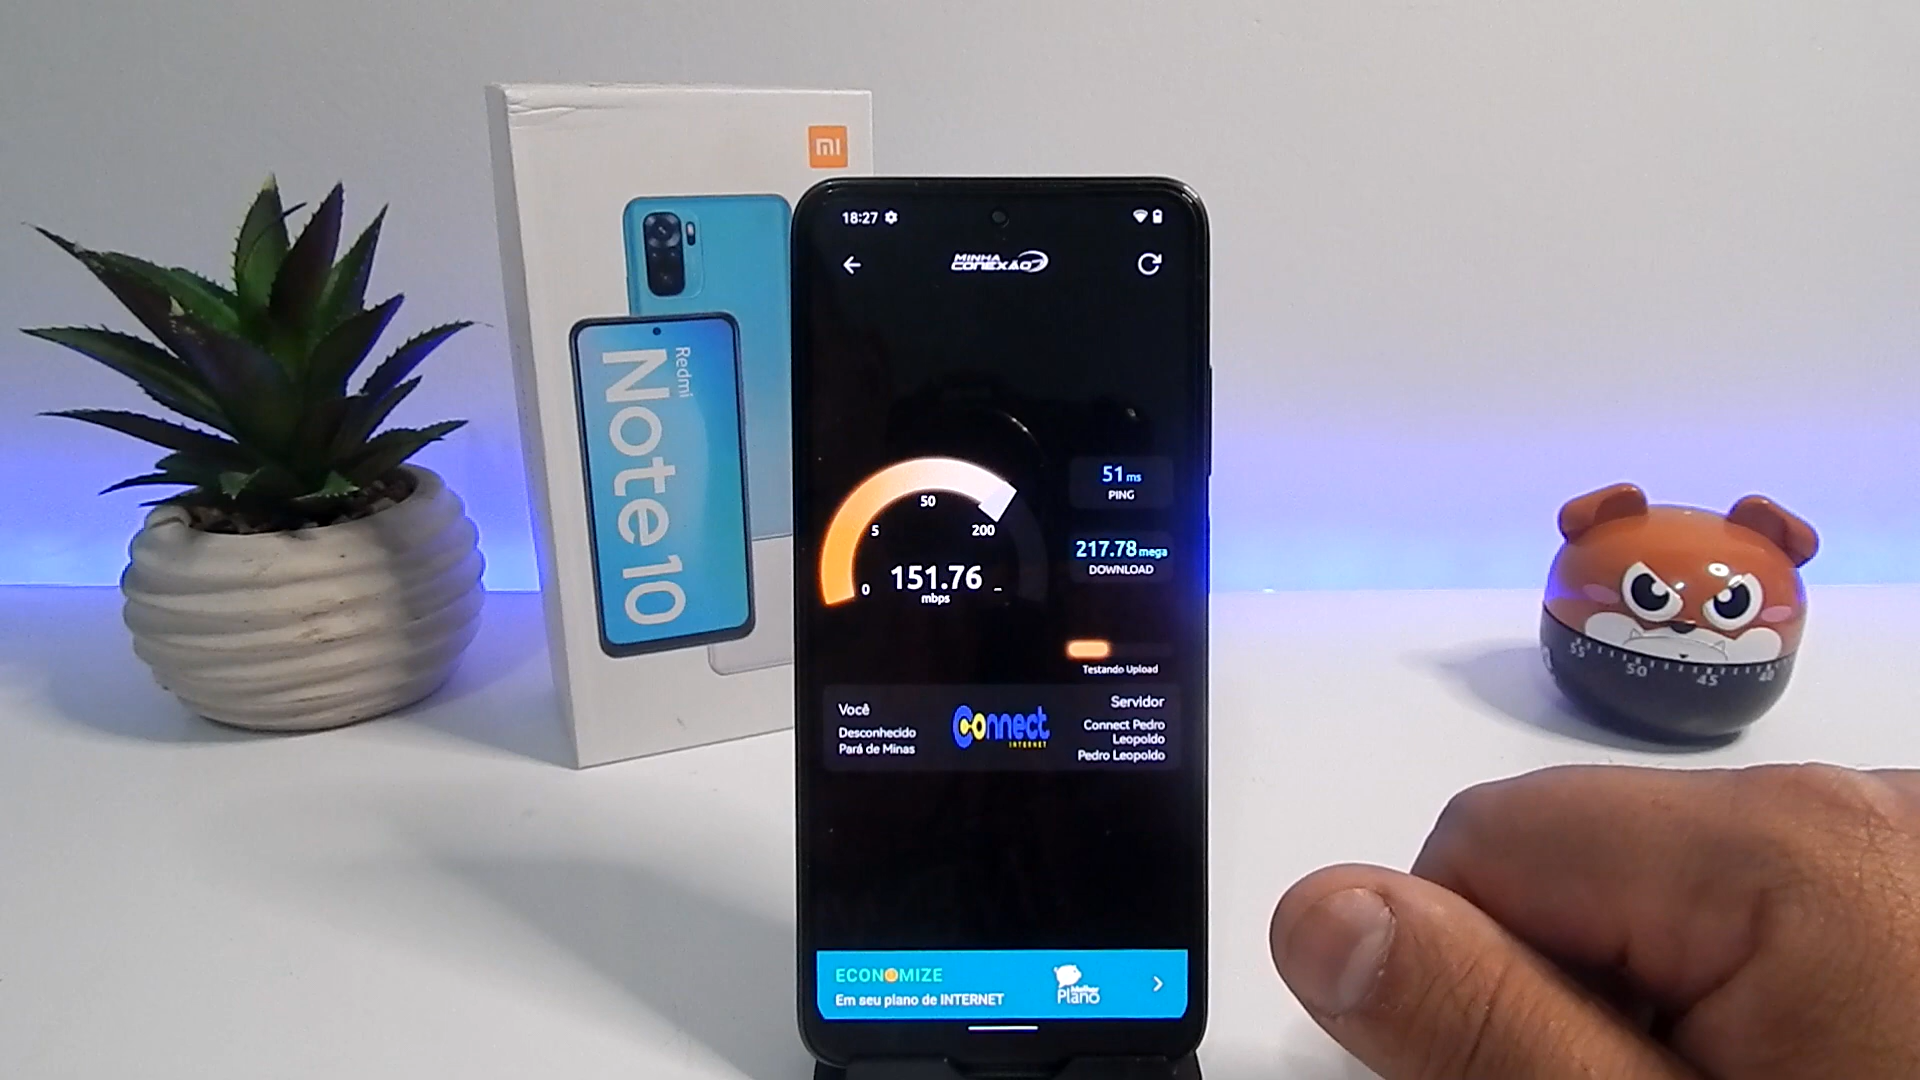 mi
Redmi
Note 10
18:27
MINHA
CONEXÃO
50
5
200
0
151.76
mbps
51 ms
PING
217.78 mega
DOWNLOAD
Testando Upload
Você
Desconhecido
Pará de Minas
Connect
INTERNET
Servidor
Connect Pedro
Leopoldo
Pedro Leopoldo
ECONOMIZE
Em seu plano de INTERNET
Melhor
Plano
55
50
45
40